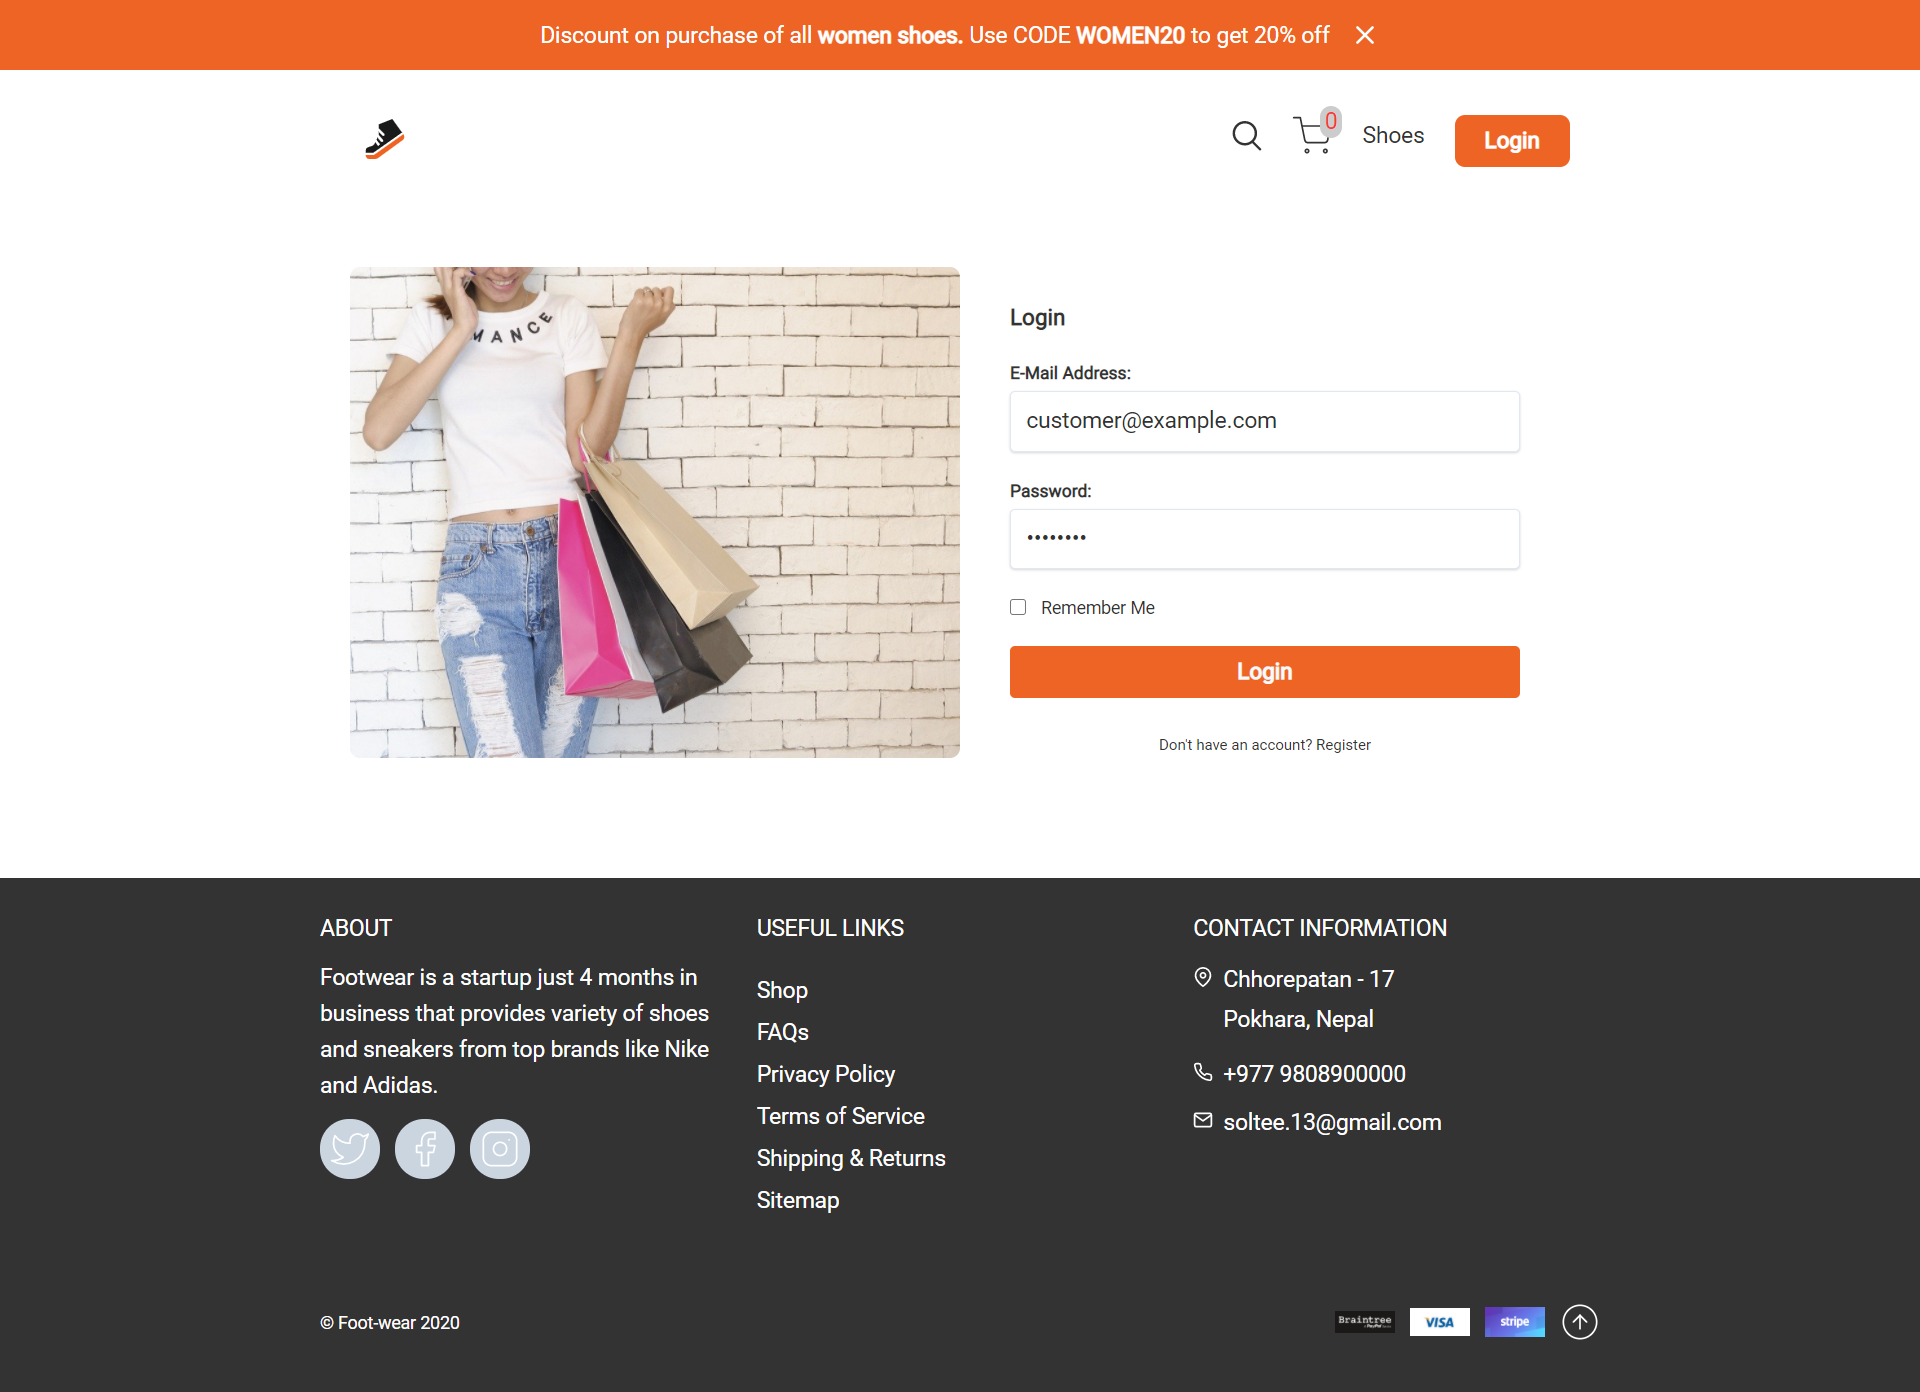 Discount on purchase of all women shoes. Use CODE WOMEN20 to get 20% off
0
Shoes
Login
MANCE
Login
E-Mail Address:
customer@example.com
Password:
••••••••
Remember Me
Login
Don't have an account? Register
ABOUT
Footwear is a startup just 4 months in
business that provides variety of shoes
and sneakers from top brands like Nike
and Adidas.
USEFUL LINKS
Shop
FAQs
Privacy Policy
Terms of Service
Shipping & Returns
Sitemap
CONTACT INFORMATION
Chhorepatan - 17
Pokhara, Nepal
+977 9808900000
soltee.13@gmail.com
© Foot-wear 2020
Braintree
VISA
stripe